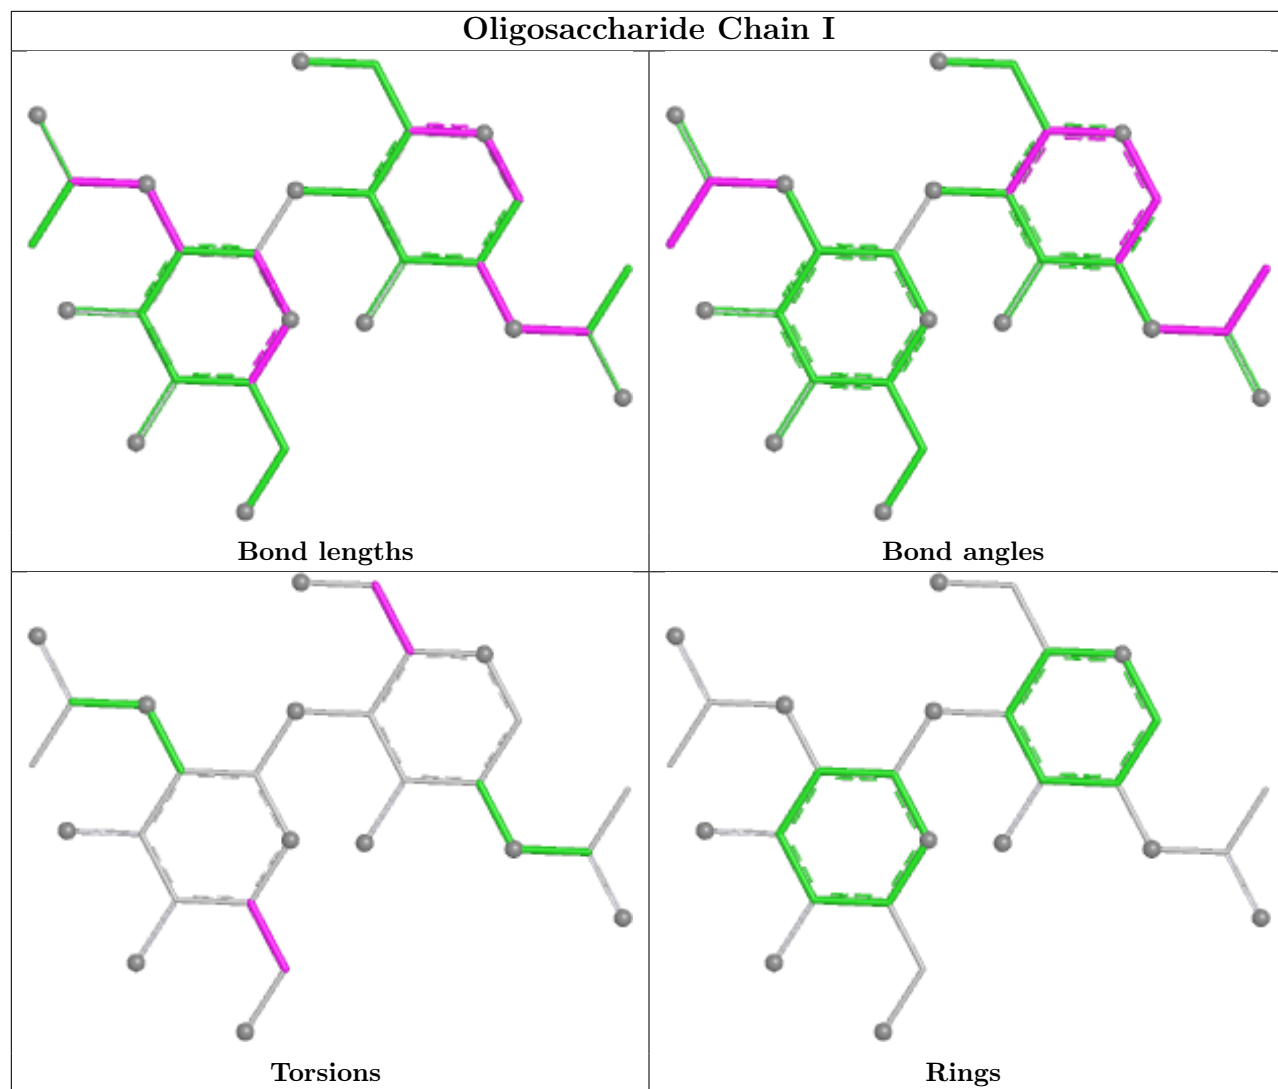 Oligosaccharide Chain I
Bond lengths
Bond angles
Torsions
Rings